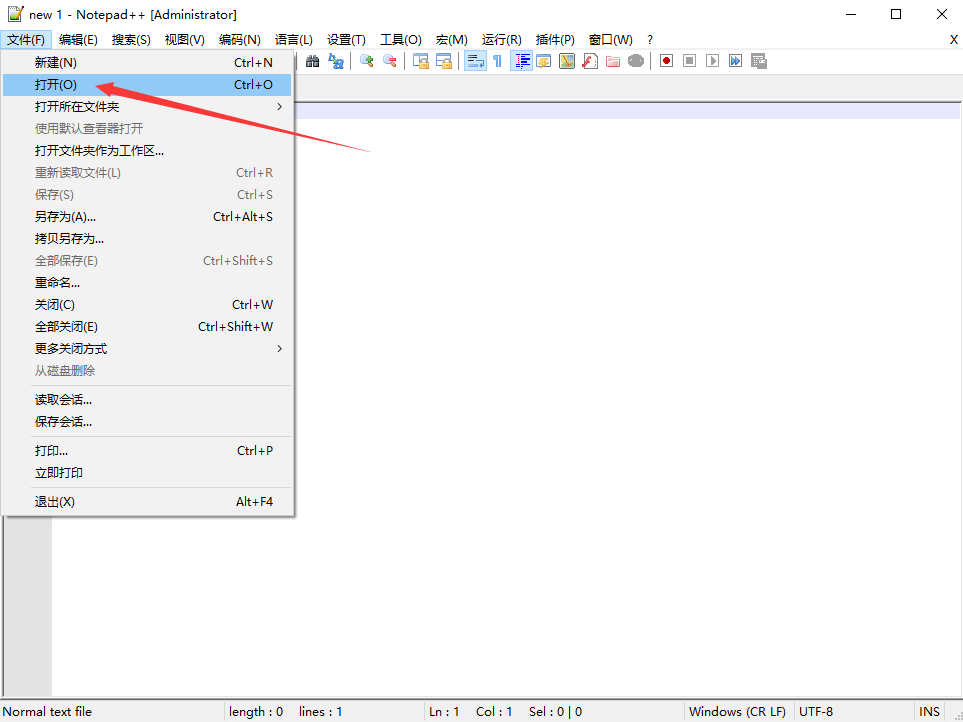 new 1 - Notepad++ [Administrator]
文件(F) 编辑(E) 搜索(S) 视图(V) 编码(N) 语言(L) 设置(T) 工具(O) 宏(M) 运行(R) 插件(P) 窗口(W) ? X
新建(N) Ctrl+N
打开(O) Ctrl+O
打开所在文件夹
使用默认查看器打开
打开文件夹作为工作区...
重新读取文件(L) Ctrl+R
保存(S) Ctrl+S
另存为(A)... Ctrl+Alt+S
拷贝另存为...
全部保存(E) Ctrl+Shift+S
重命名...
关闭(C) Ctrl+W
全部关闭(E) Ctrl+Shift+W
更多关闭方式
从磁盘删除
读取会话...
保存会话...
打印... Ctrl+P
立即打印
退出(X) Alt+F4
Normal text file length : 0 lines : 1 Ln : 1 Col : 1 Sel : 0 | 0 Windows (CR LF) UTF-8 INS